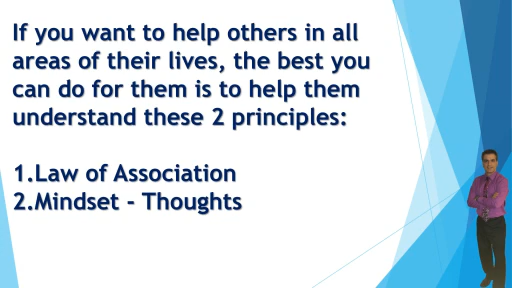 If you want to help others in all
areas of their lives, the best you
can do for them is to help them
understand these 2 principles:
1.Law of Association
2.Mindset - Thoughts